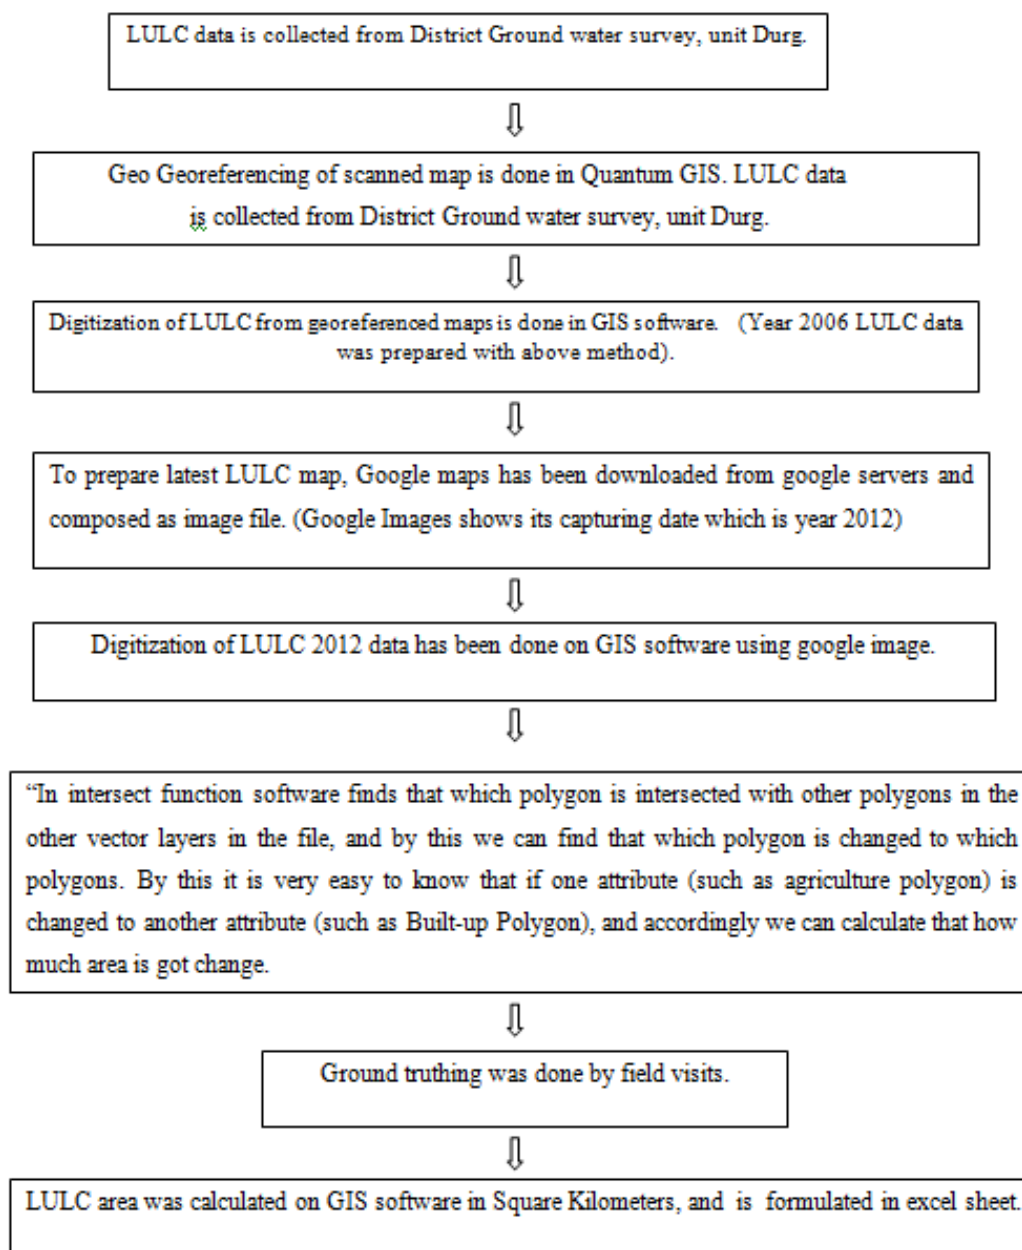 LULC data is collected from District Ground water survey, unit Durg.
Geo Georeferencing of scanned map is done in Quantum GIS. LULC data
is collected from District Ground water survey, unit Durg.
Digitization of LULC from georeferenced maps is done in GIS software. (Year 2006 LULC data
was prepared with above method).
To prepare latest LULC map, Google maps has been downloaded from google servers and
composed as image file. (Google Images shows its capturing date which is year 2012)
Digitization of LULC 2012 data has been done on GIS software using google image.
“In intersect function software finds that which polygon is intersected with other polygons in the
other vector layers in the file, and by this we can find that which polygon is changed to which
polygons. By this it is very easy to know that if one attribute (such as agriculture polygon) is
changed to another attribute (such as Built-up Polygon), and accordingly we can calculate that how
much area is got change.
Ground truthing was done by field visits.
LULC area was calculated on GIS software in Square Kilometers, and is formulated in excel sheet.